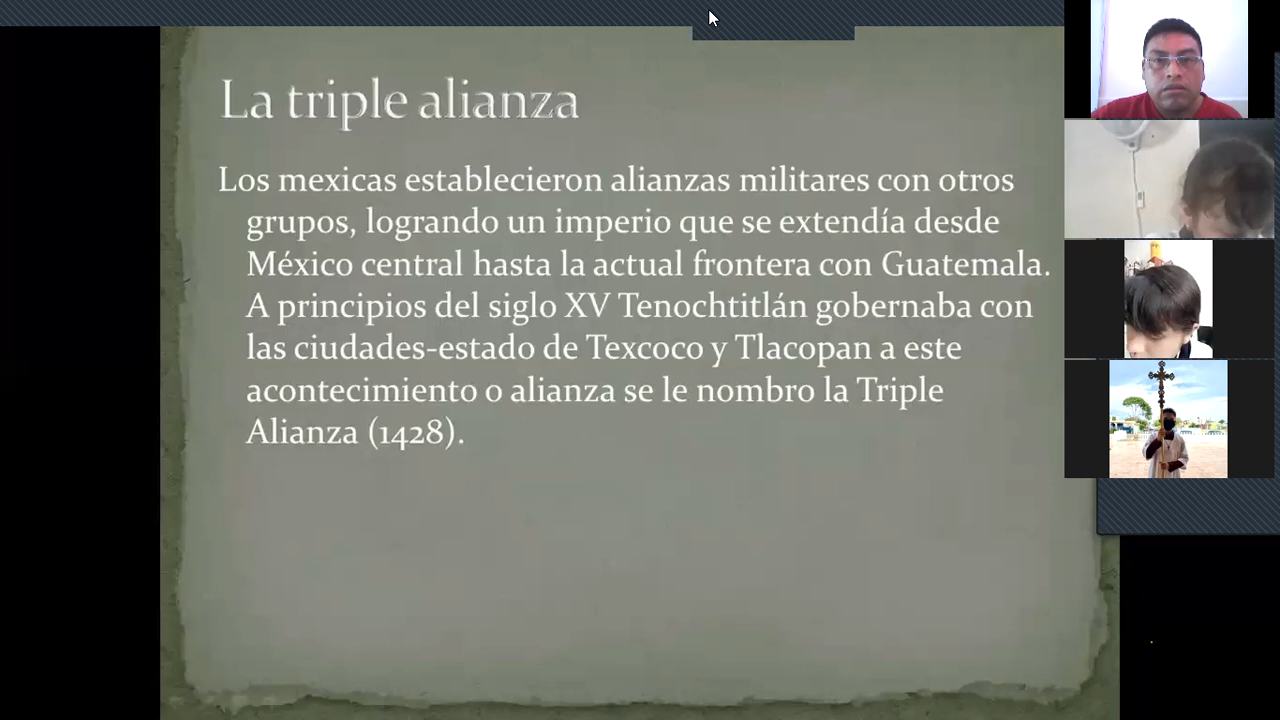 La triple alianza
Los mexicas establecieron alianzas militares con otros
grupos, logrando un imperio que se extendía desde
México central hasta la actual frontera con Guatemala.
A principios del siglo XV Tenochtitlán gobernaba con
las ciudades-estado de Texcoco y Tlacopan a este
acontecimiento o alianza se le nombro la Triple
Alianza (1428).